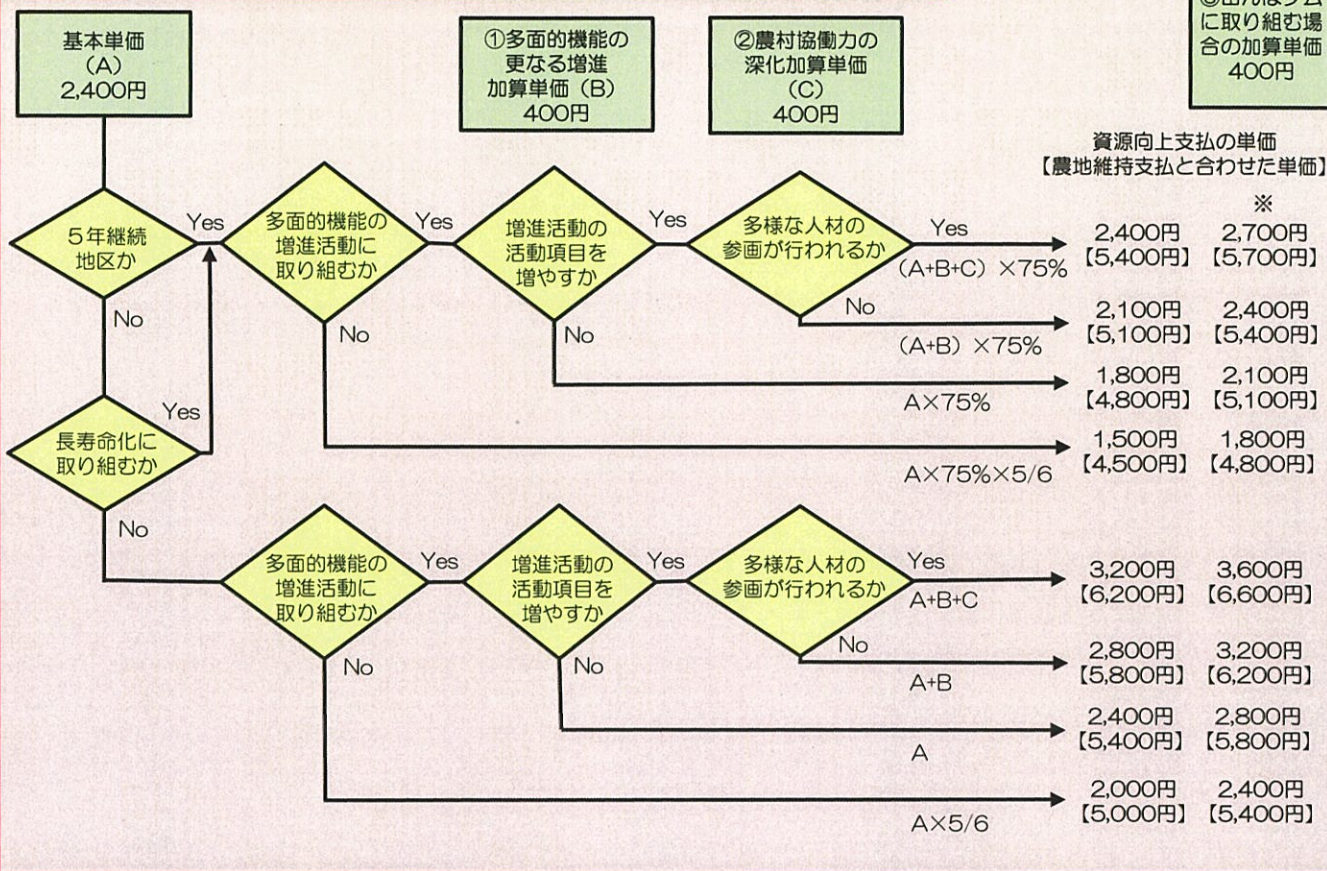 基本単価
(A)
2,400円
①多面的機能の
更なる増進
加算単価 (B)
400円
②農村協働力の
深化加算単価
(C)
400円
に取り組む場
合の加算単価
400円
資源向上支払の単価
【農地維持支払と合わせた単価】
※
5年継続
地区か
Yes
多面的機能の
増進活動に
取り組むか
Yes
増進活動の
活動項目を
増やすか
Yes
多様な人材の
参画が行われるか
Yes
(A+B+C) ×75%
2,400円 2,700円
【5,400円】 【5,700円】
No
(A+B) ×75%
2,100円 2,400円
【5,100円】 【5,400円】
No
A×75%
1,800円 2,100円
【4,800円】 【5,100円】
No
A×75%×5/6
1,500円 1,800円
【4,500円】 【4,800円】
No
長寿命化に
取り組むか
Yes
No
多面的機能の
増進活動に
取り組むか
Yes
増進活動の
活動項目を
増やすか
Yes
多様な人材の
参画が行われるか
Yes
A+B+C
3,200円 3,600円
【6,200円】 【6,600円】
No
A+B
2,800円 3,200円
【5,800円】 【6,200円】
No
A
2,400円 2,800円
【5,400円】 【5,800円】
No
A×5/6
2,000円 2,400円
【5,000円】 【5,400円】